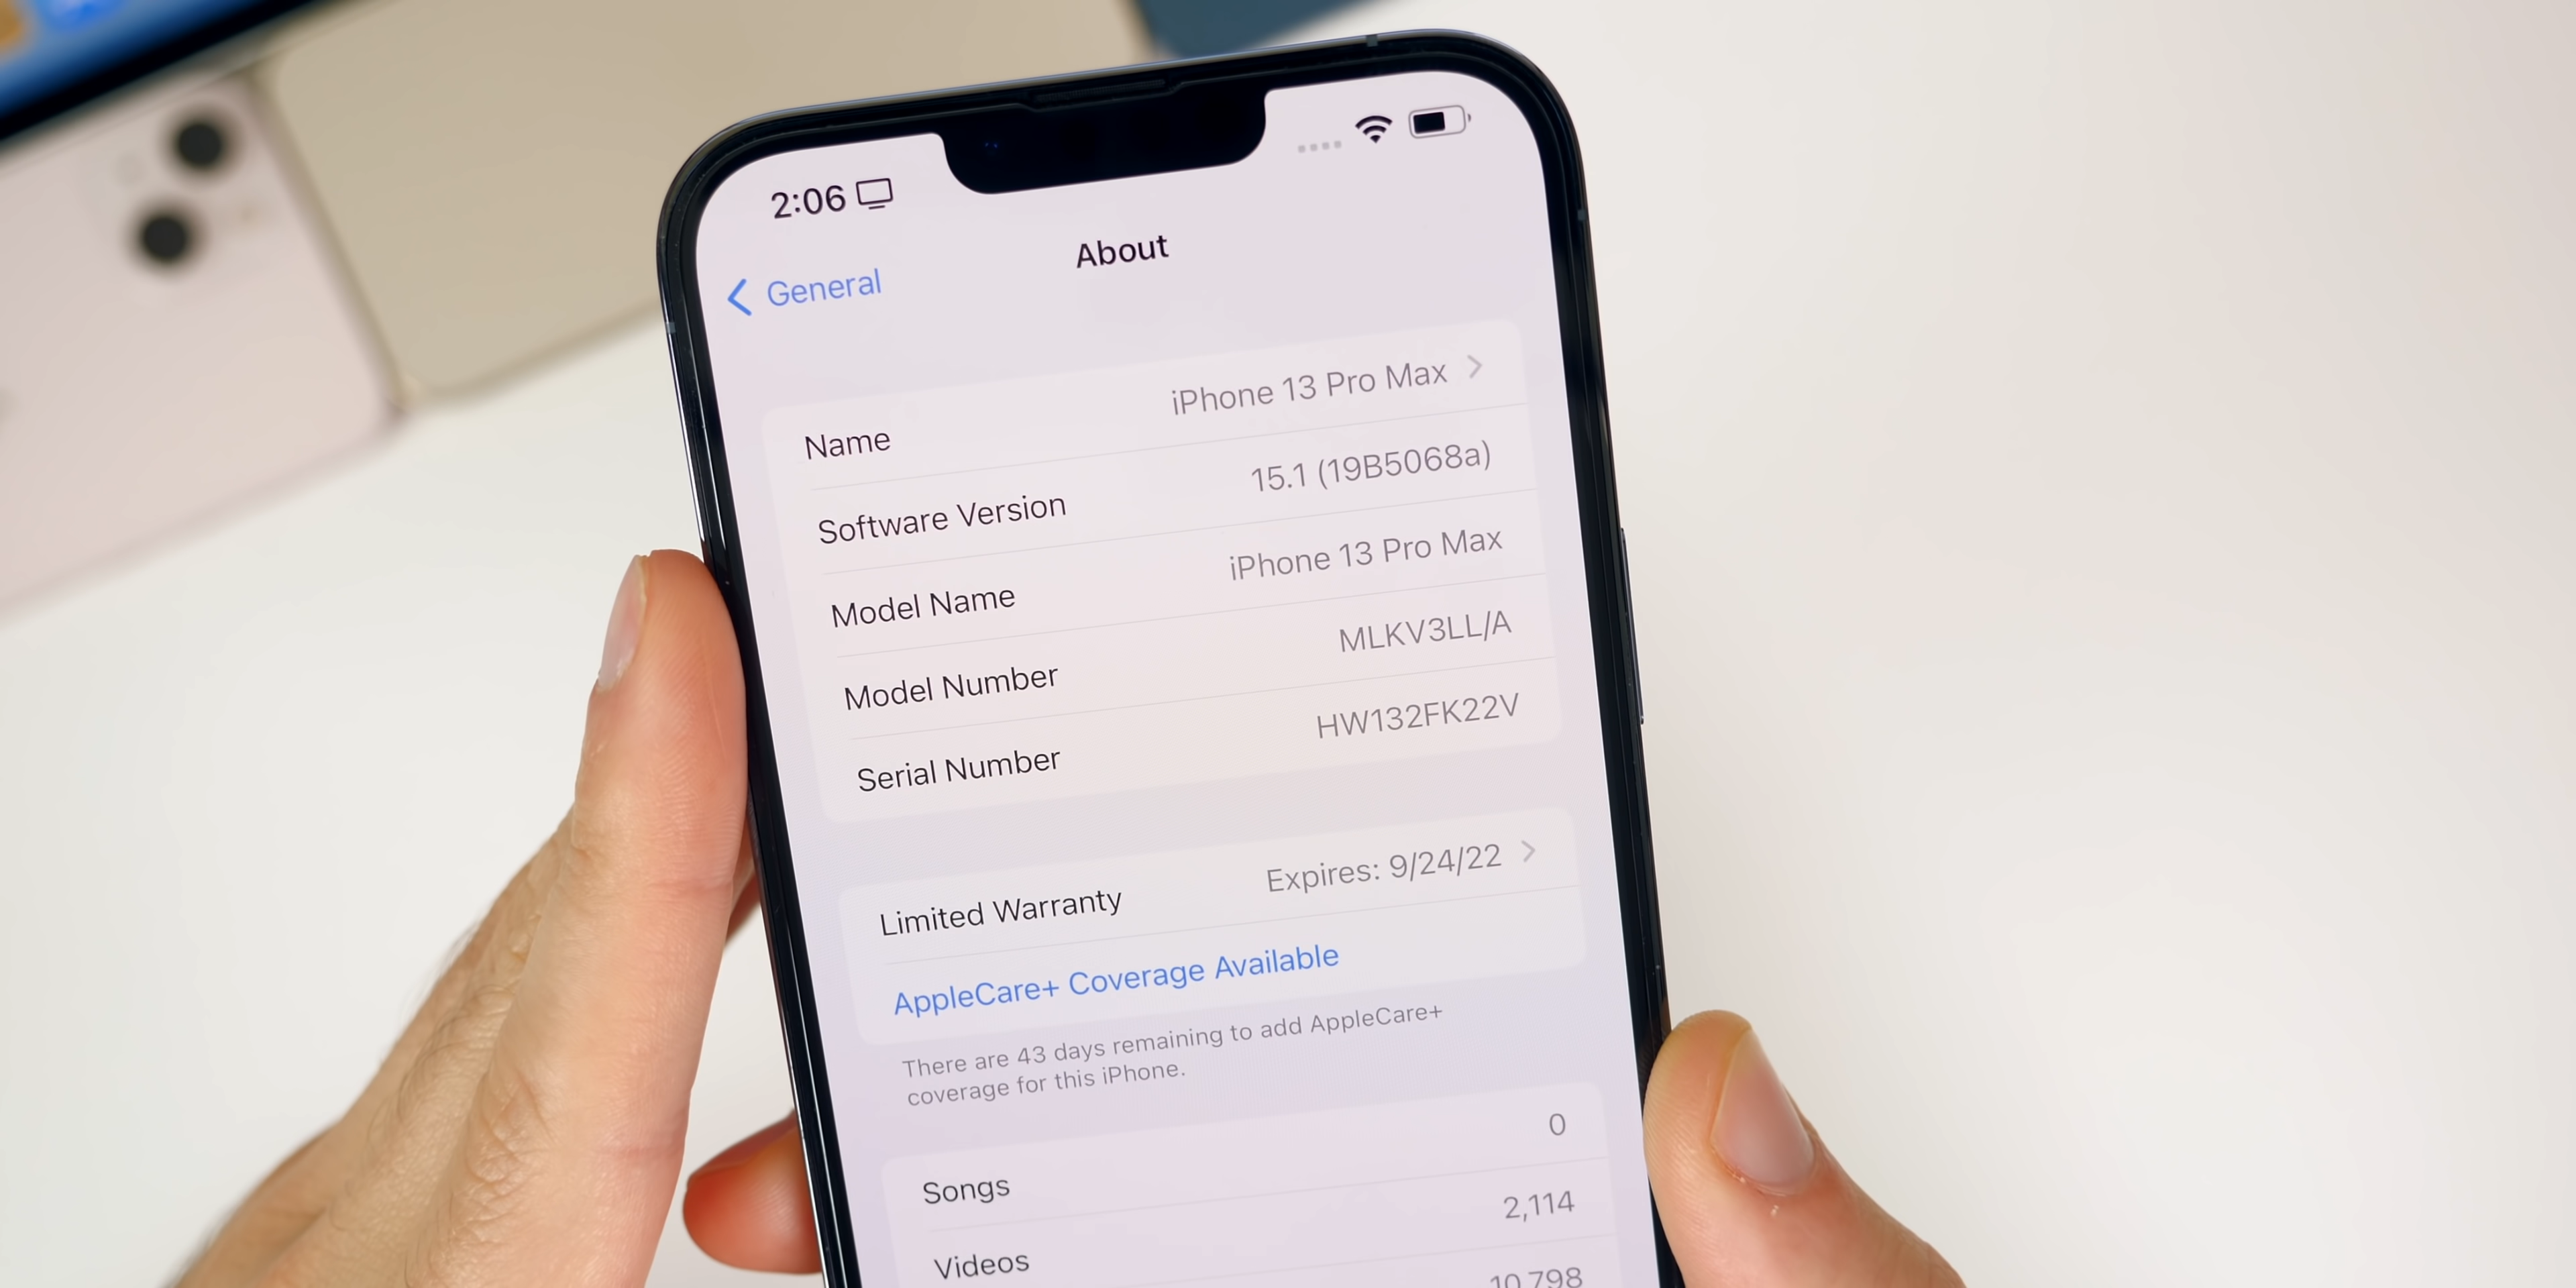 2:06
General
About
Name iPhone 13 Pro Max
Software Version 15.1 (19B5068a)
Model Name iPhone 13 Pro Max
Model Number MLKV3LL/A
Serial Number HW132FK22V
Limited Warranty Expires: 9/24/22
AppleCare+ Coverage Available
There are 43 days remaining to add AppleCare+
coverage for this iPhone.
Songs 0
Videos 2,114
10,798